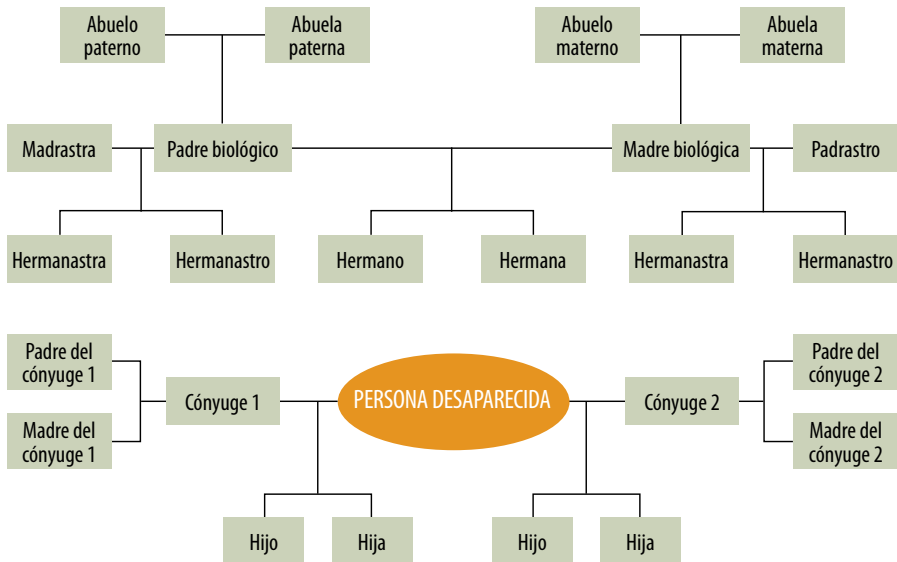 Abuelo
paterno
Abuela
paterna
Abuelo
materno
Abuela
materna
Madrastra
Padre biológico
Madre biológica
Padrastro
Hermanastra
Hermanastro
Hermano
Hermana
Hermanastra
Hermanastro
Padre del
cónyuge 1
Madre del
cónyuge 1
Cónyuge 1
PERSONA DESAPARECIDA
Cónyuge 2
Padre del
cónyuge 2
Madre del
cónyuge 2
Hijo
Hija
Hijo
Hija